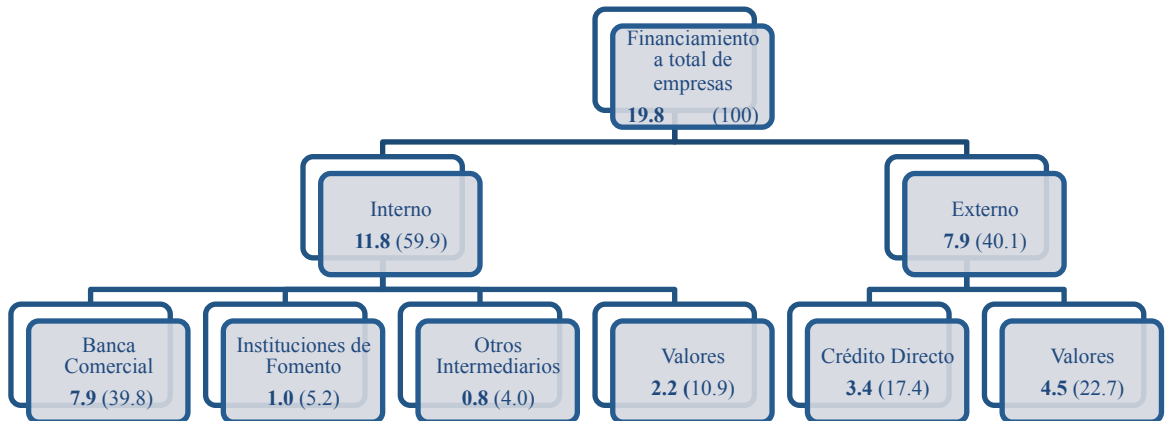 Financiamiento
a total de
empresas
19.8 (100)
Interno
11.8 (59.9)
Externo
7.9 (40.1)
Banca
Comercial
7.9 (39.8)
Instituciones de
Fomento
1.0 (5.2)
Otros
Intermediarios
0.8 (4.0)
Valores
2.2 (10.9)
Crédito Directo
3.4 (17.4)
Valores
4.5 (22.7)